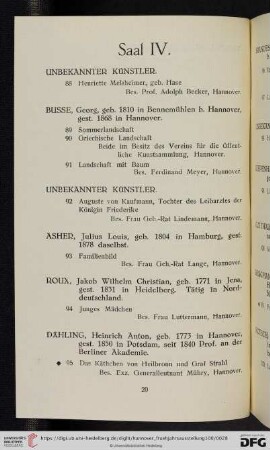 Saal IV.
UNBEKANNTER KÜNSTLER.
88 Henriette Meldchner, geb. Hase
Bes. Prof. Adolph Becker, Hannover.
BUSSE, Georg, geb. 1810 in Bennemühlen b. Hannover,
gest. 1868 in Hannover.
89 Sommerlandschaft
90 Griechische Landschaft
Beide im Besitz des Vereins für die öffent-
liche Kunstsammlung, Hannover.
91 Landschaft mit Baum
Bes. Ferdinand Meyer, Hannover.
UNBEKANNTER KÜNSTLER.
92 Auguste von Kaufmann, Tochter des Leibarztes der
Königin Friederike
Bes. Frau Geh.-Rat Lindemann, Hannover.
ASHER, Julius Louis, geb. 1804 in Hamburg, gest.
1878 daselbst.
93 Familienbild
Bes. Frau Geh.-Rat Lange, Hannover.
ROUX, Jakob Wilhelm Christian, geb. 1771 in Jena,
gest. 1831 in Heidelberg. Tätig in Nord-
deutschland.
94 Junges Mädchen
Bes. Frau Luttermann, Hannover.
DÄHLING, Heinrich Anton, geb. 1773 in Hannover,
gest. 1850 in Potsdam, seit 1840 Prof. an der
Berliner Akademie.
95 Das Käthchen von Heilbronn und Graf Strahl
Bes. Exz. Generalleutnant Mülzy, Hannover.
20
© Universitätsbibliothek Heidelberg
DFG